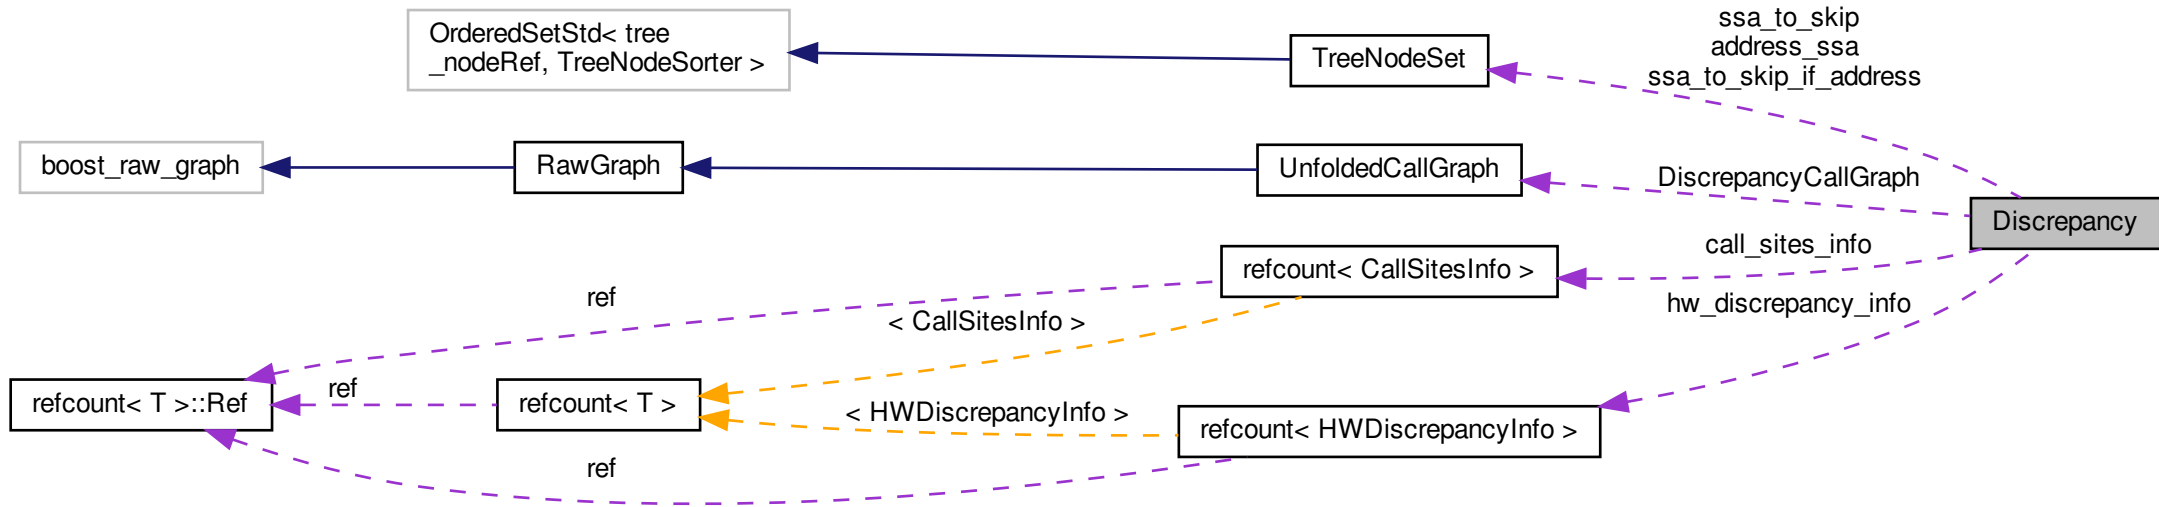 OrderedSetStd< tree
_nodeRef, TreeNodeSorter >
TreeNodeSet
ssa_to_skip
address_ssa
ssa_to_skip_if_address
boost_raw_graph
RawGraph
UnfoldedCallGraph
DiscrepancyCallGraph
Discrepancy
call_sites_info
refcount< CallSitesInfo >
hw_discrepancy_info
ref
< CallSitesInfo >
refcount< T >::Ref
ref
refcount< T >
< HWDiscrepancyInfo >
refcount< HWDiscrepancyInfo >
ref